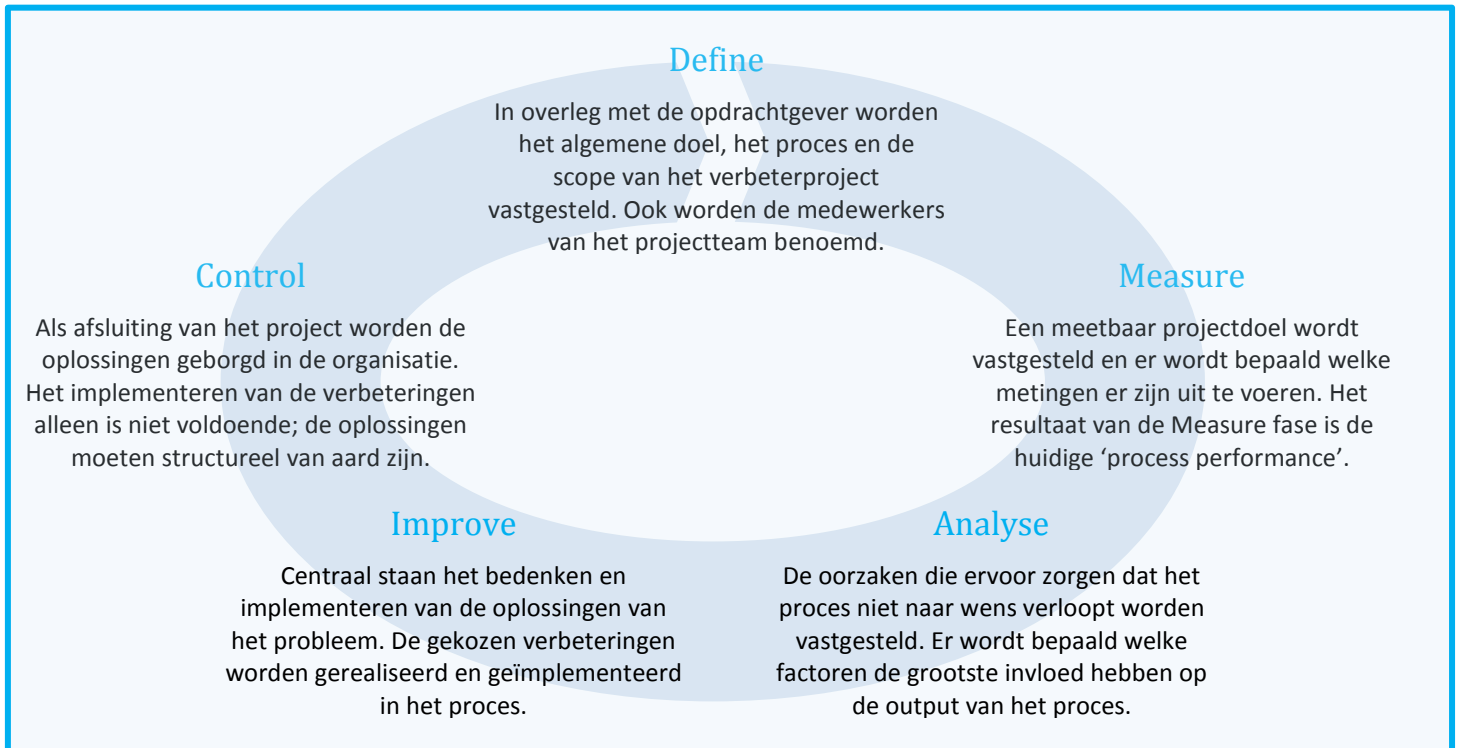 Define
In overleg met de opdrachtgever worden
het algemene doel, het proces en de
scope van het verbeterproject
vastgesteld. Ook worden de medewerkers
van het projectteam benoemd.
Measure
Een meetbaar projectdoel wordt
vastgesteld en er wordt bepaald welke
metingen er zijn uit te voeren. Het
resultaat van de Measure fase is de
huidige ‘process performance’.
Analyse
De oorzaken die ervoor zorgen dat het
proces niet naar wens verloopt worden
vastgesteld. Er wordt bepaald welke
factoren de grootste invloed hebben op
de output van het proces.
Improve
Centraal staan het bedenken en
implementeren van de oplossingen van
het probleem. De gekozen verbeteringen
worden gerealiseerd en geïmplementeerd
in het proces.
Control
Als afsluiting van het project worden de
oplossingen geborgd in de organisatie.
Het implementeren van de verbeteringen
alleen is niet voldoende; de oplossingen
moeten structureel van aard zijn.